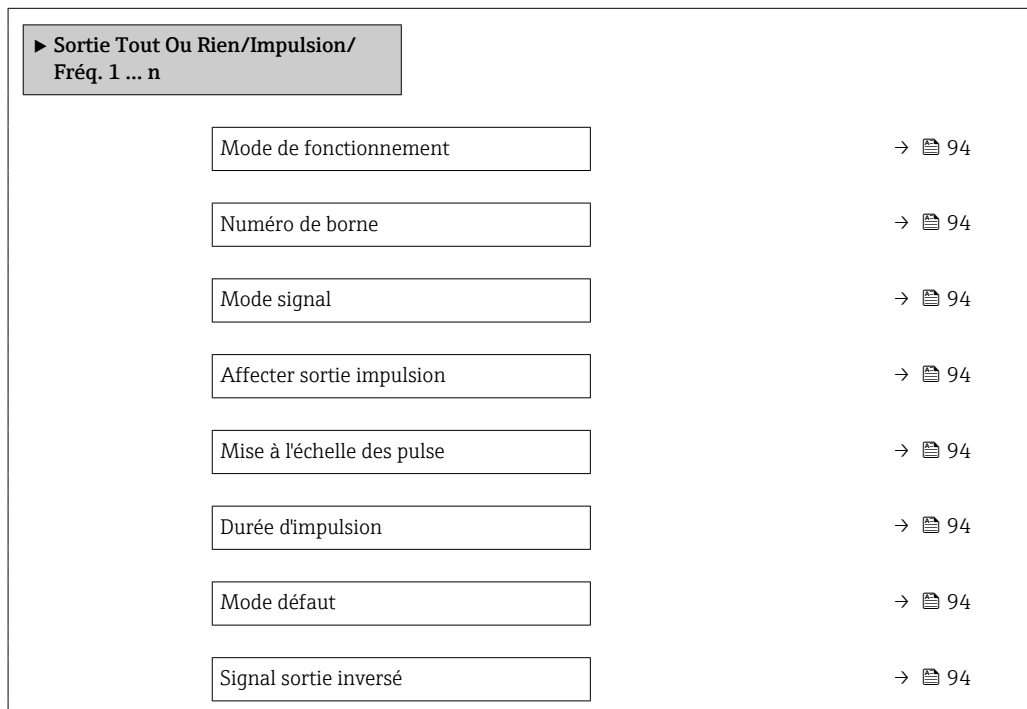 ▶ Sortie Tout Ou Rien/Impulsion/
Fréq. 1 ... n
Mode de fonctionnement → 94
Numéro de borne → 94
Mode signal → 94
Affecter sortie impulsion → 94
Mise à l'échelle des pulse → 94
Durée d'impulsion → 94
Mode défaut → 94
Signal sortie inversé → 94